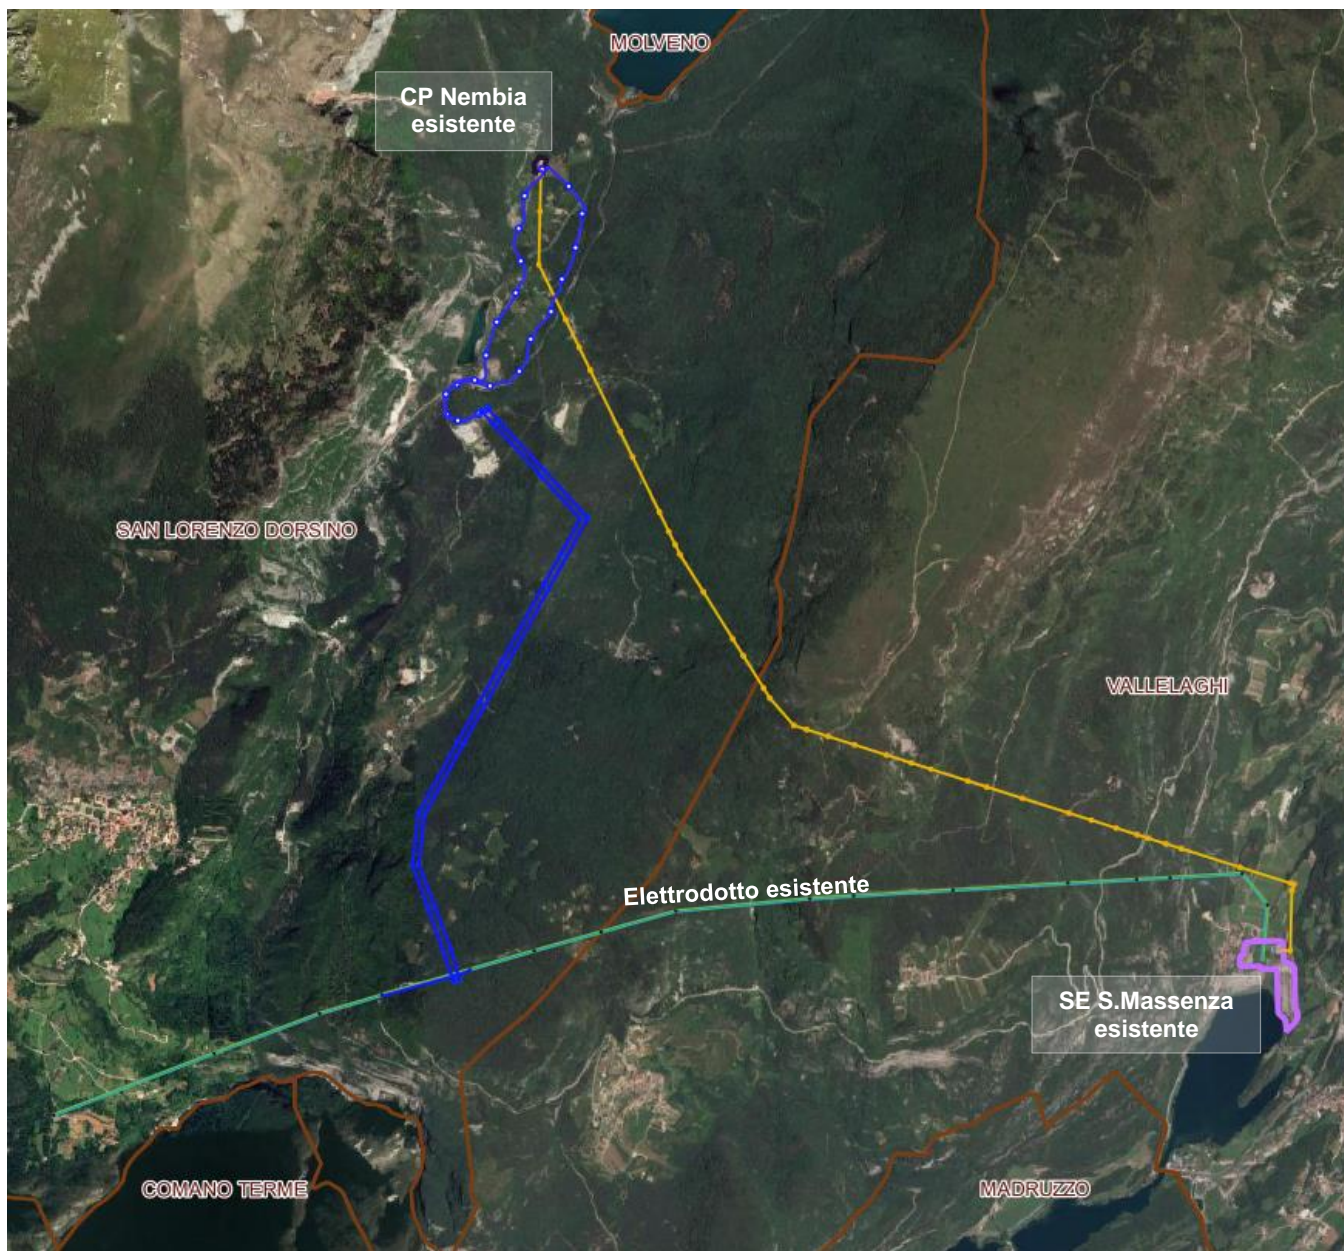 MOLVENO
CP Nembia
esistente
SAN LORENZO DORSINO
VALLELAGHI
Elettrodotto esistente
SE S.Massenza
esistente
COMANO TERME
MADRUZZO